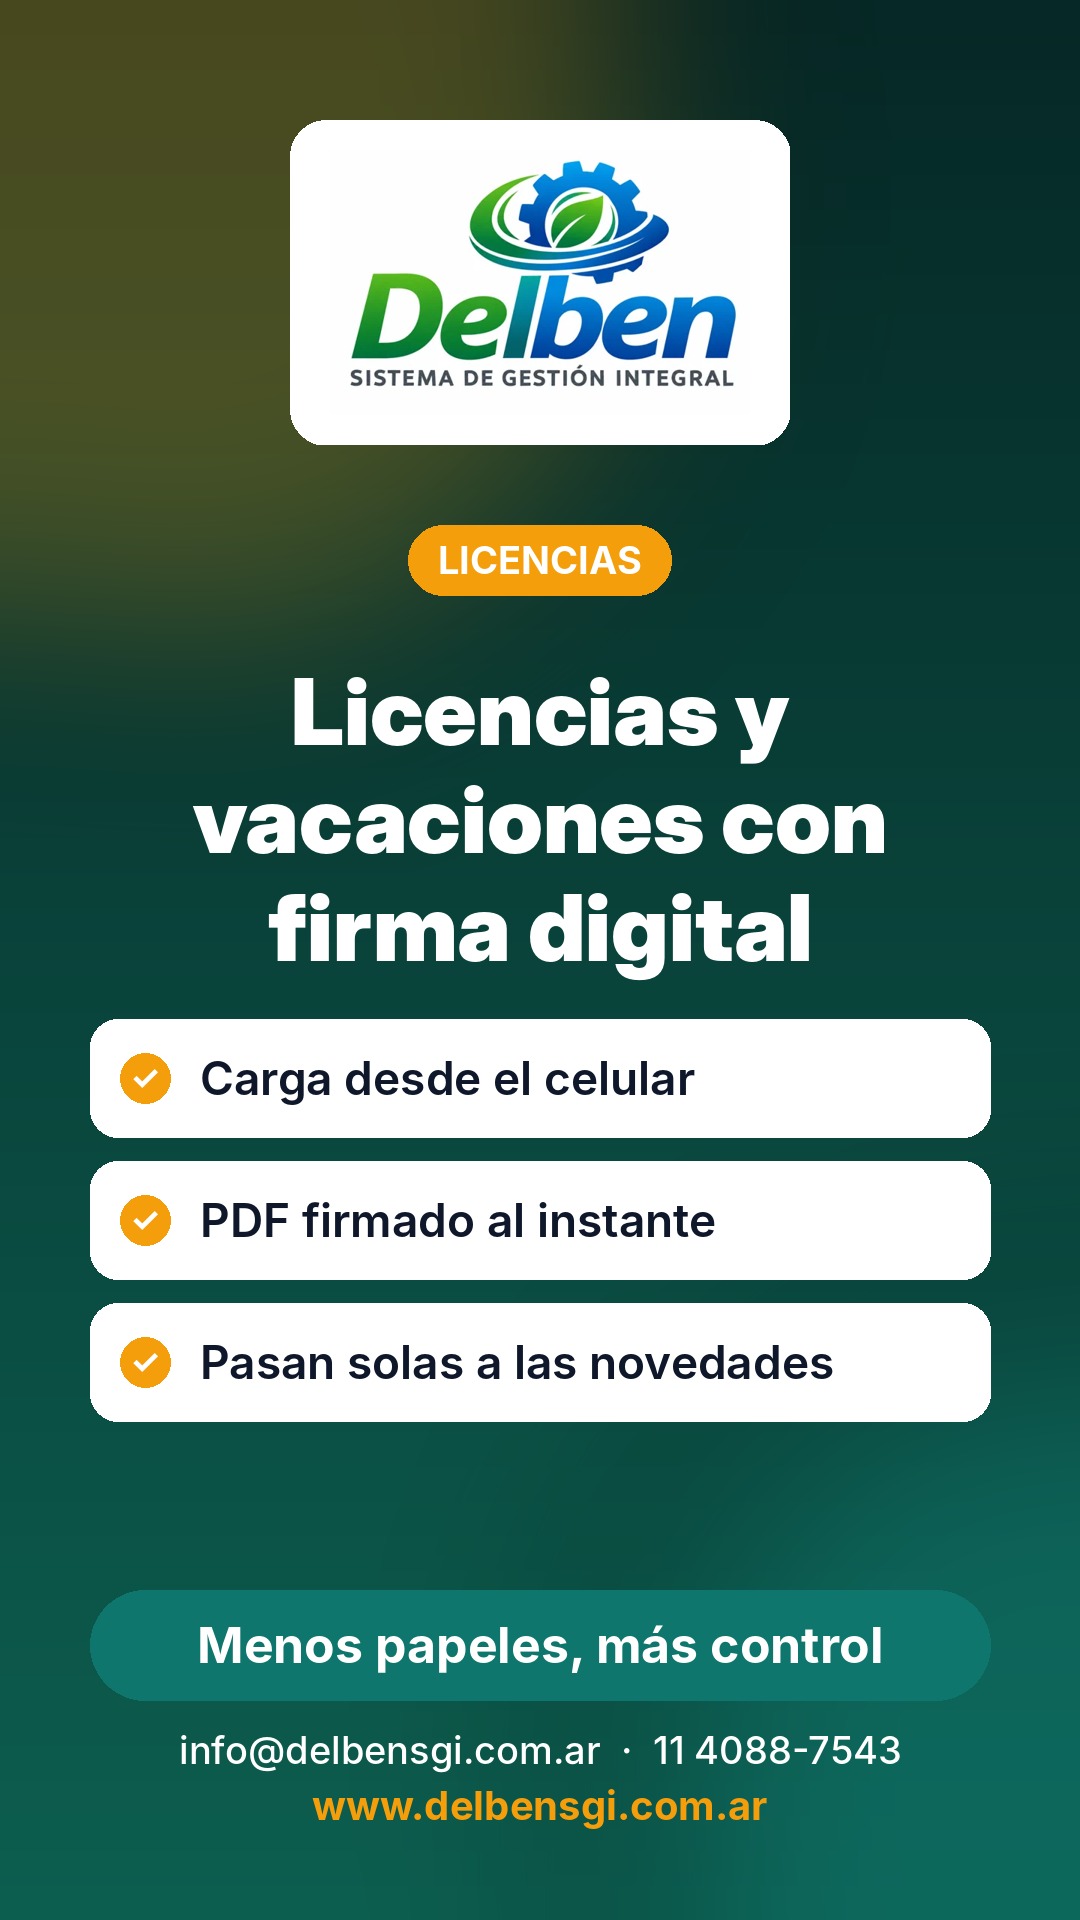 Delben
SISTEMA DE GESTIÓN INTEGRAL
LICENCIAS
Licencias y
vacaciones con
firma digital
Carga desde el celular
PDF firmado al instante
Pasan solas a las novedades
Menos papeles, más control
info@delbensgi.com.ar · 11 4088-7543
www.delbensgi.com.ar